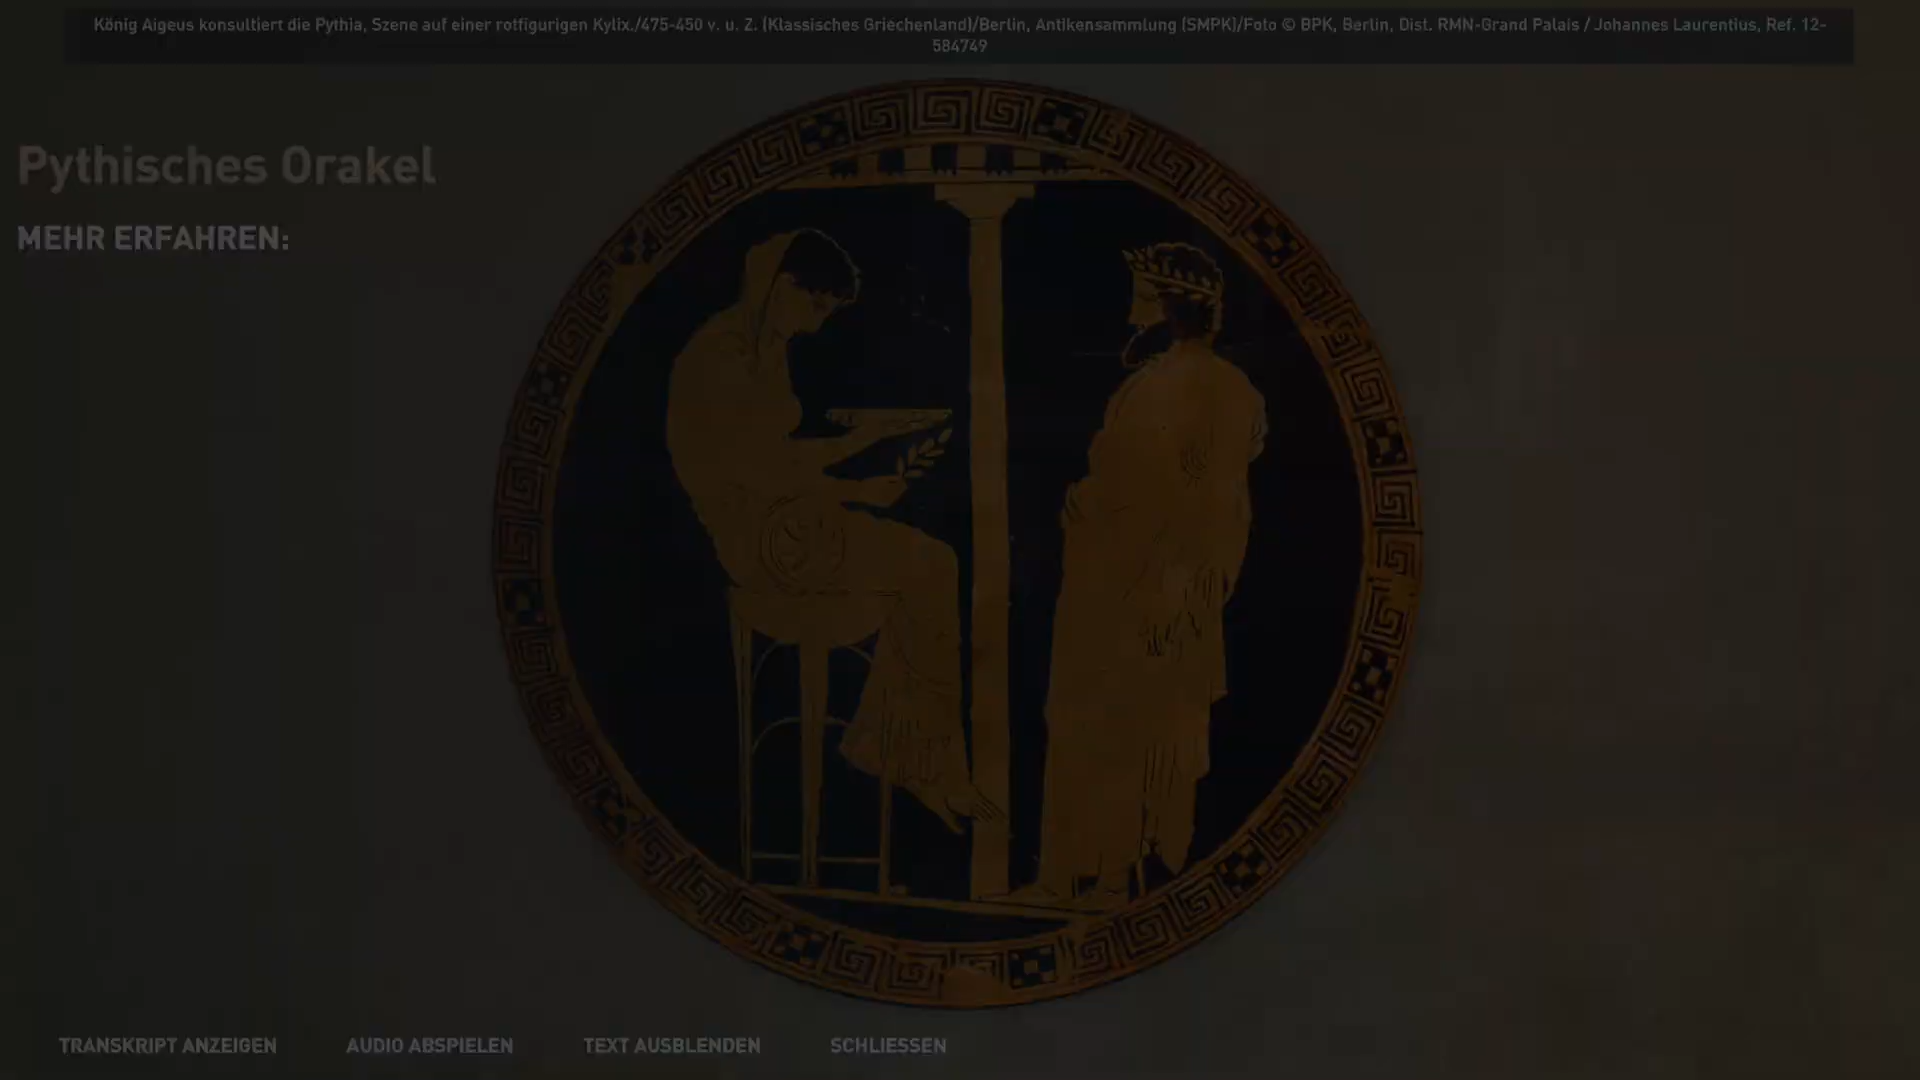 König Aigeus konsultiert die Pythia, Szene auf einer rotfigurigen Kylix./475-450 v. u. Z. (Klassisches Griechenland)/Berlin, Antikensammlung (SMPK)/Foto © BPK, Berlin, Dist. RMN-Grand Palais / Johannes Laurentius, Ref. 12-
584749
Pythisches Orakel
MEHR ERFAHREN:
TRANSKRIPT ANZEIGEN AUDIO ABSPIELEN TEXT AUSBLENDEN SCHLIESSEN